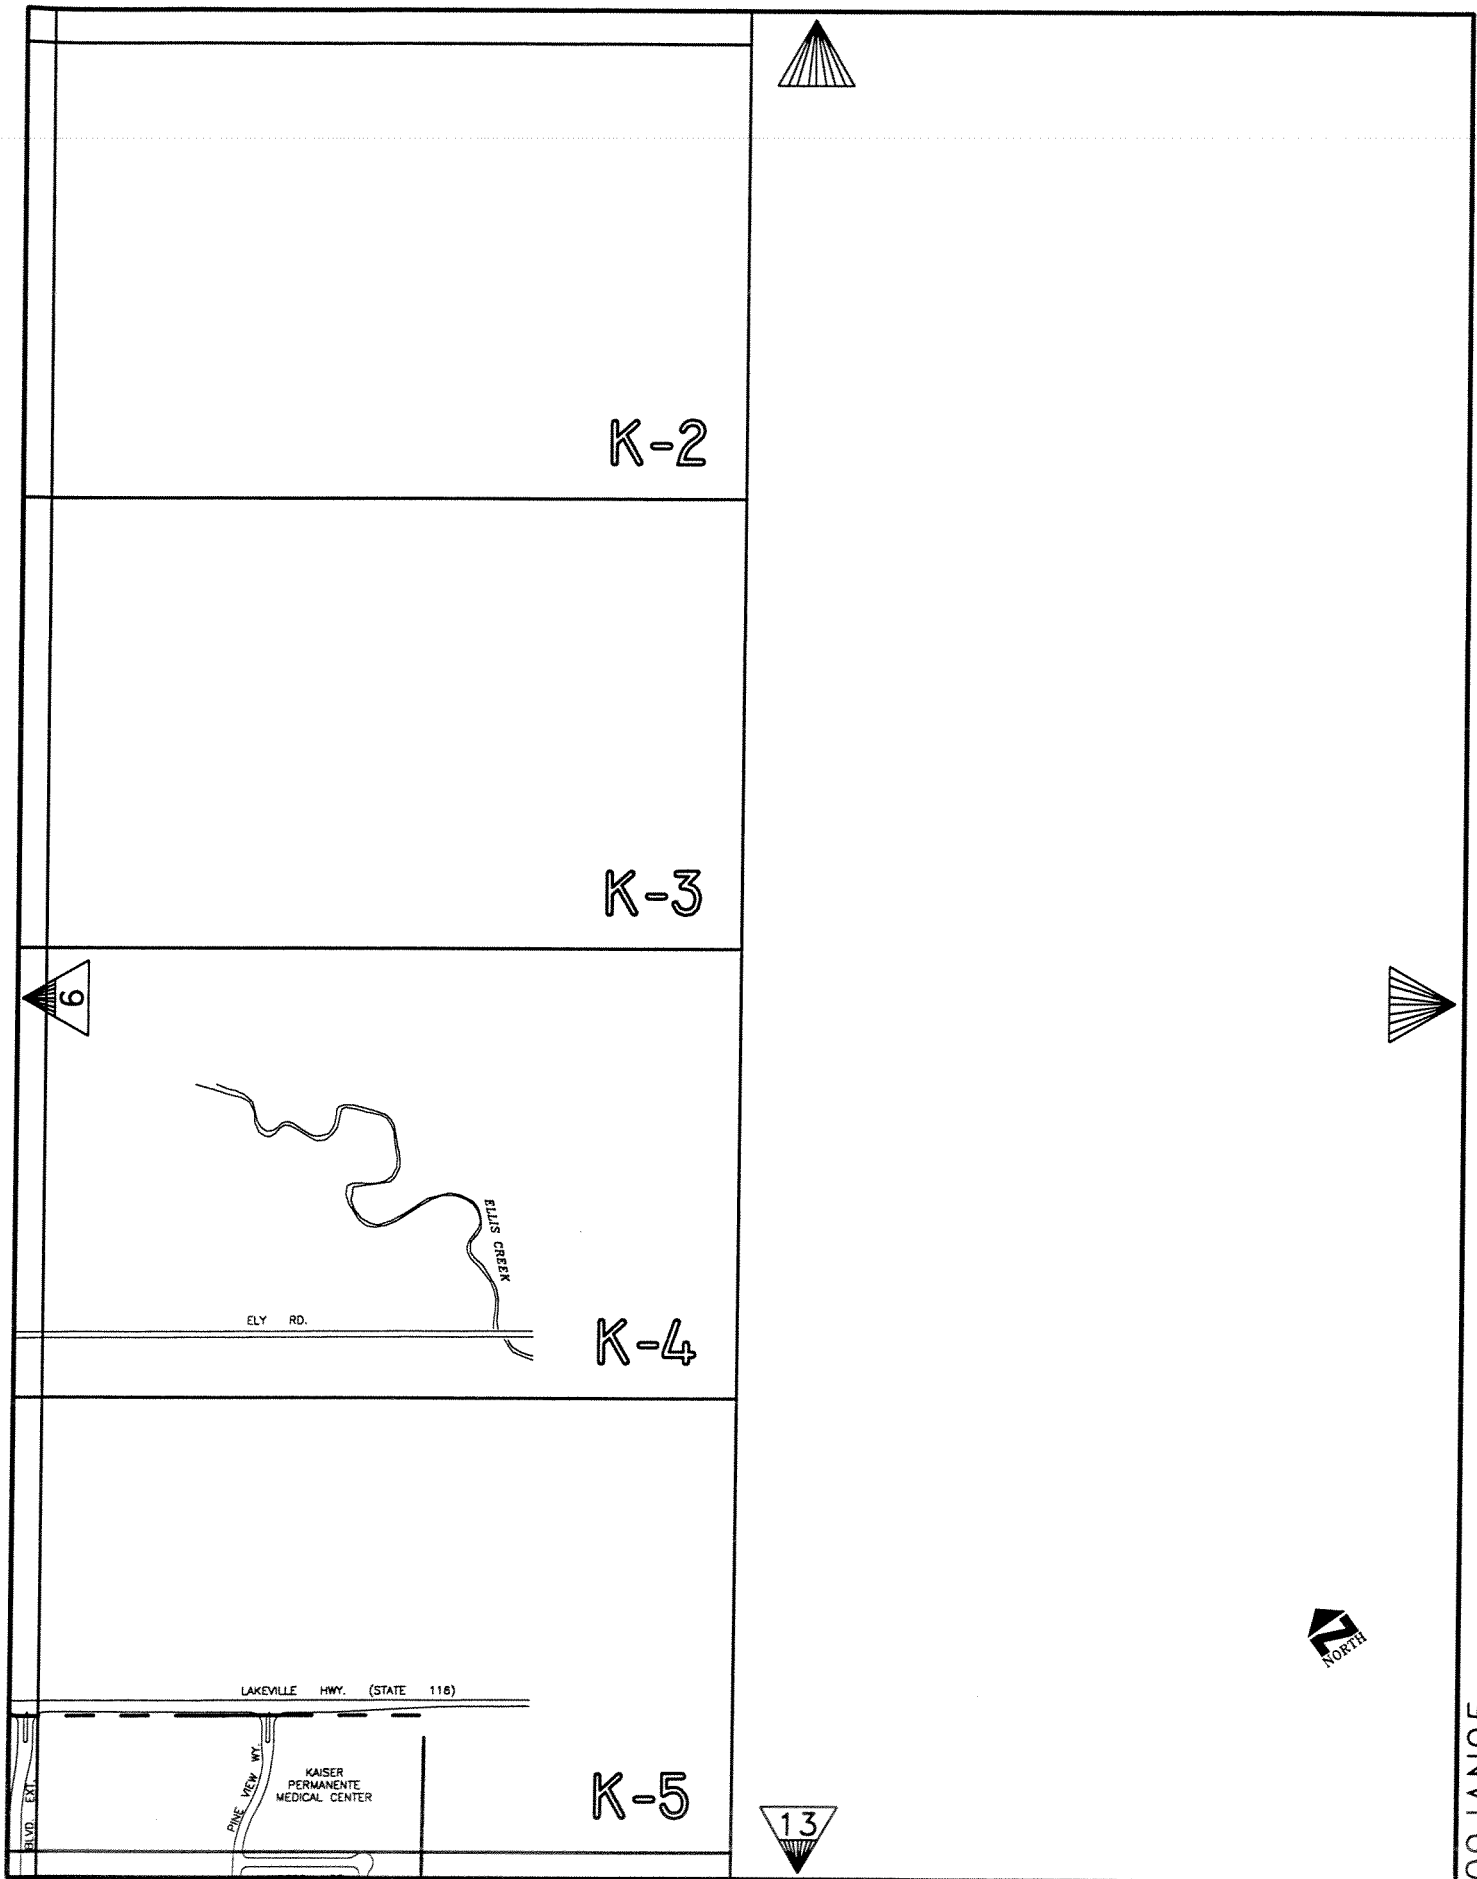 K-2
K-3
6
ELLIS CREEK
ELY RD.
K-4
NORTH
LAKEVILLE HWY. (STATE 116)
BLVD. EXT.
PINE VIEW WY.
KAISER
PERMANENTE
MEDICAL CENTER
K-5
13